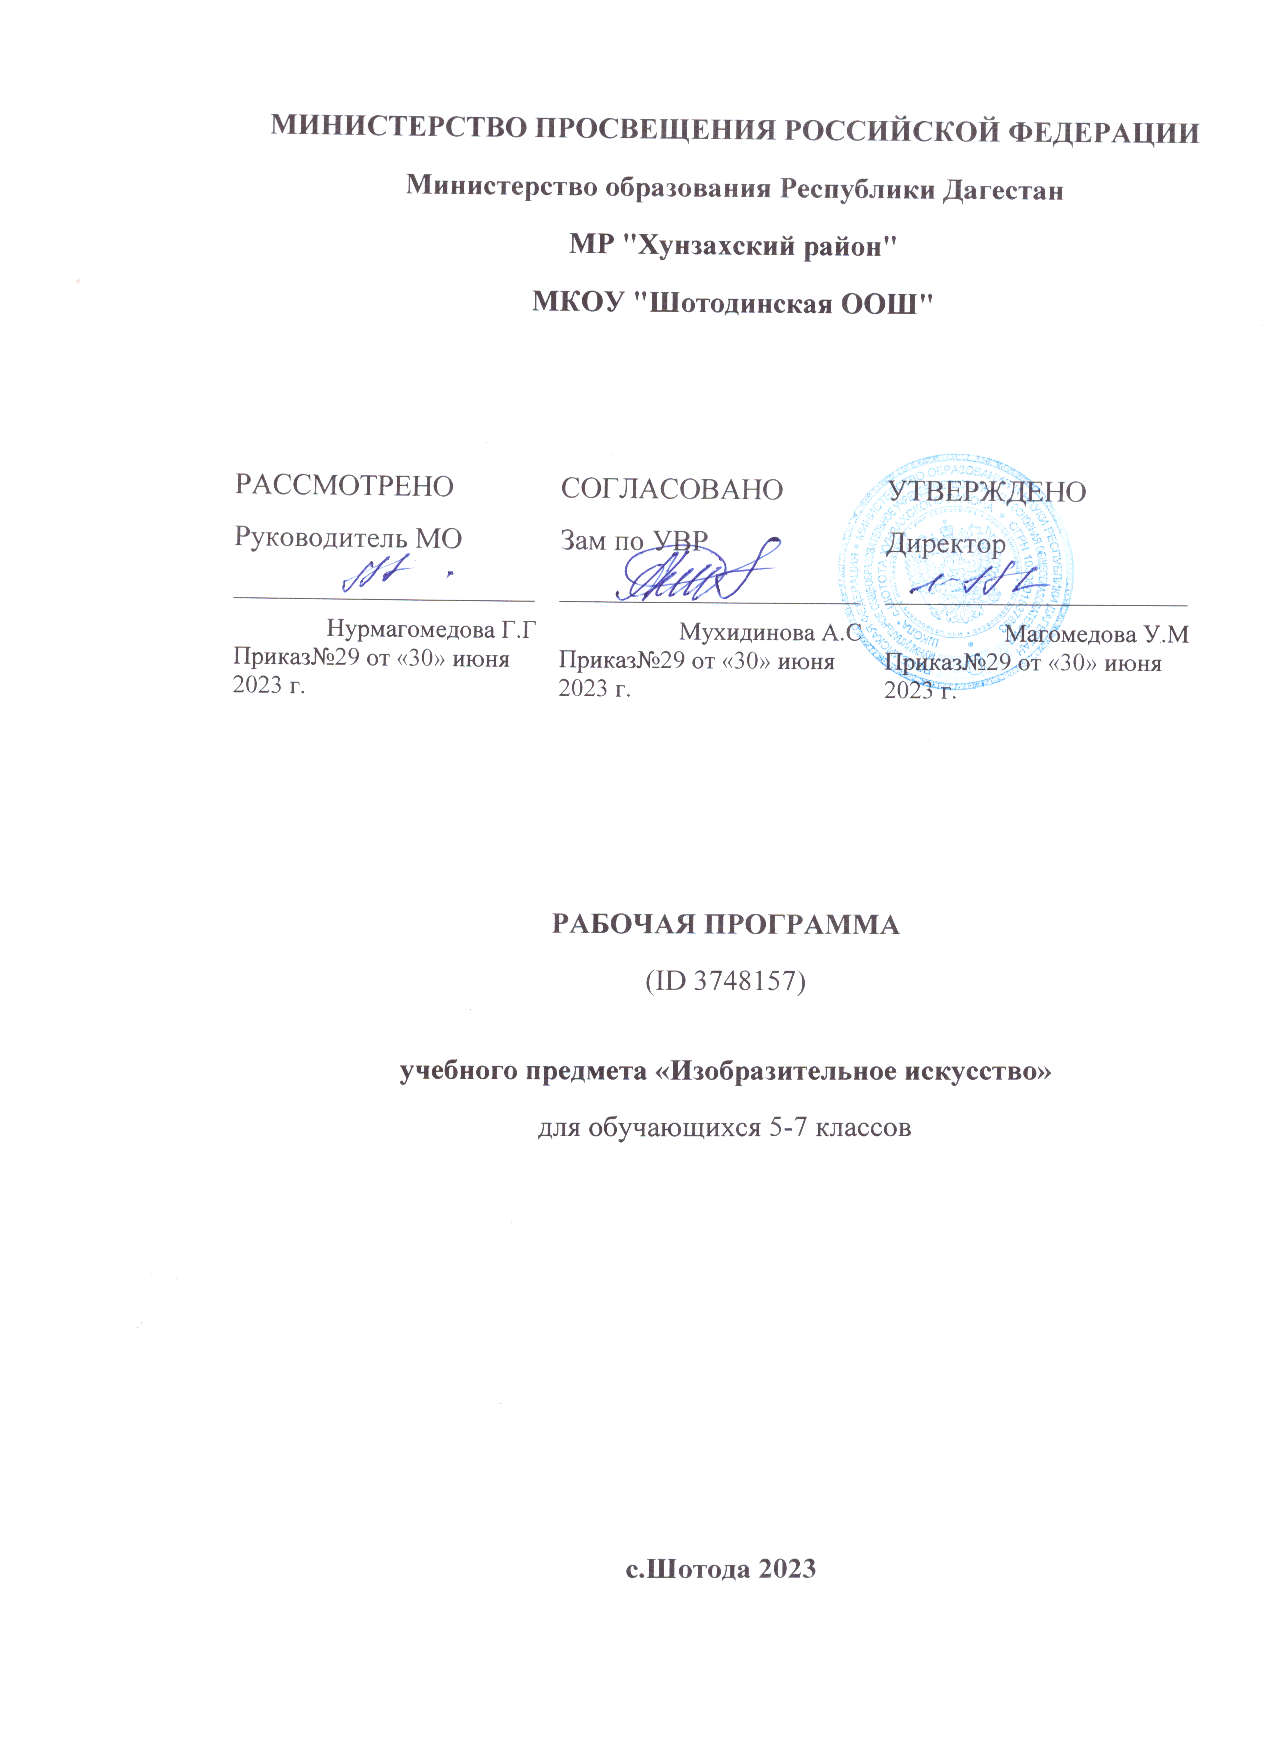 МИНИСТЕРСТВО ПРОСВЕЩЕНИЯ РОССИЙСКОЙ ФЕДЕРАЦИИ
Министерство образования Республики Дагестан
МР "Хунзахский район"
МКОУ "Шотодинская ООШ"
РАССМОТРЕНО
Руководитель МО
Нурмагомедова Г.Г
Приказ№29 от «30» июня
2023 г.
СОГЛАСОВАНО
Зам по УВР
Мухидинова А.С
Приказ№29 от «30» июня
2023 г.
УТВЕРЖДЕНО
Директор
Магомедова У.М
Приказ№29 от «30» июня
2023 г.
РАБОЧАЯ ПРОГРАММА
(ID 3748157)
учебного предмета «Изобразительное искусство»
для обучающихся 5-7 классов
с.Шотода 2023